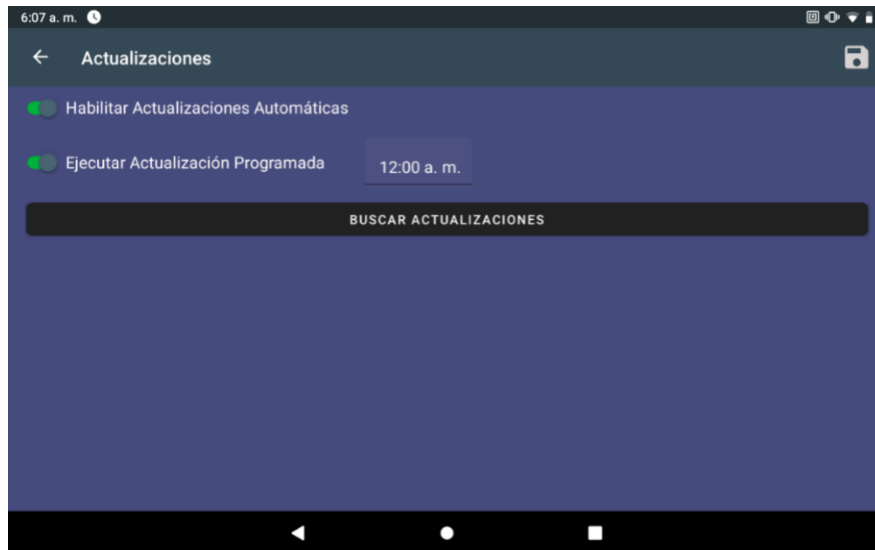 6:07 a. m.
Actualizaciones
Habilitar Actualizaciones Automáticas
Ejecutar Actualización Programada 12:00 a. m.
BUSCAR ACTUALIZACIONES